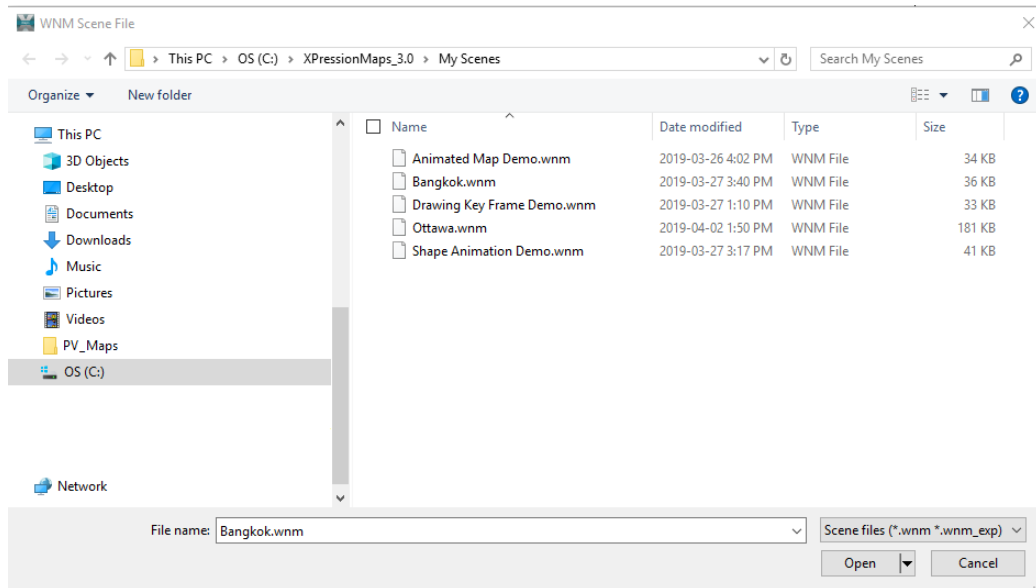 WNM Scene File
This PC > OS (C:) > XPressionMaps_3.0 > My Scenes
Search My Scenes
Organize
New folder
Name Date modified Type Size
This PC
3D Objects
Desktop
Documents
Downloads
Music
Pictures
Videos
PV_Maps
OS (C:)
Network
Animated Map Demo.wnm 2019-03-26 4:02 PM WNM File 34 KB
Bangkok.wnm 2019-03-27 3:40 PM WNM File 36 KB
Drawing Key Frame Demo.wnm 2019-03-27 1:10 PM WNM File 33 KB
Ottawa.wnm 2019-04-02 1:50 PM WNM File 181 KB
Shape Animation Demo.wnm 2019-03-27 3:17 PM WNM File 41 KB
File name: Bangkok.wnm
Scene files (*.wnm *.wnm_exp)
Open
Cancel